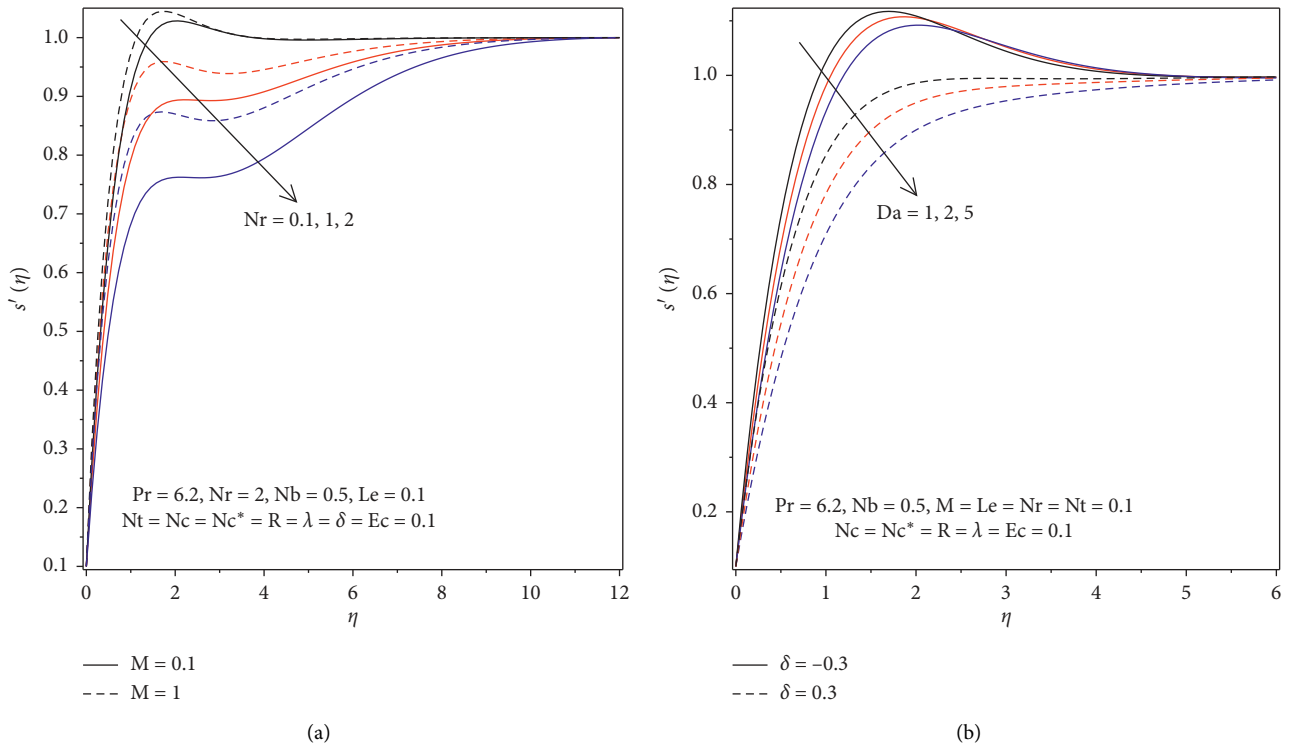 1.0
0.9
0.8
0.7
0.6
0.5
0.4
0.3
0.2
0.1
s′ (η)
Nr = 0.1, 1, 2
Pr = 6.2, Nr = 2, Nb = 0.5, Le = 0.1
Nt = Nc = Nc* = R = λ = δ = Ec = 0.1
0 2 4 6 8 10 12
η
M = 0.1
M = 1
(a)
1.0
0.8
0.6
0.4
0.2
s′ (η)
Da = 1, 2, 5
Pr = 6.2, Nb = 0.5, M = Le = Nr = Nt = 0.1
Nc = Nc* = R = λ = Ec = 0.1
0 1 2 3 4 5 6
η
δ = –0.3
δ = 0.3
(b)